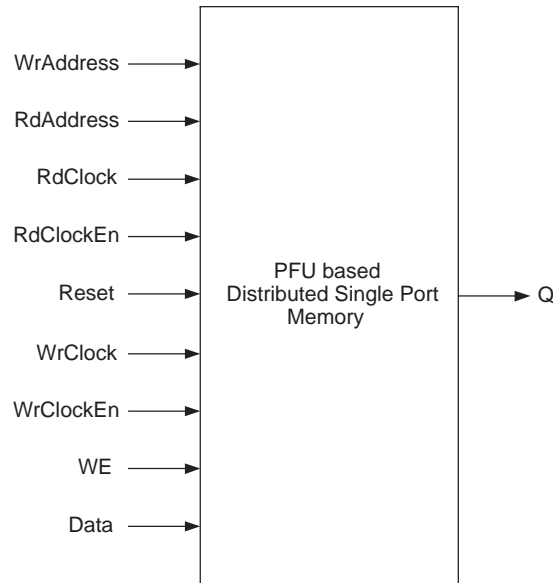 WrAddress
RdAddress
RdClock
RdClockEn
Reset
WrClock
WrClockEn
WE
Data
PFU based
Distributed Single Port
Memory
Q